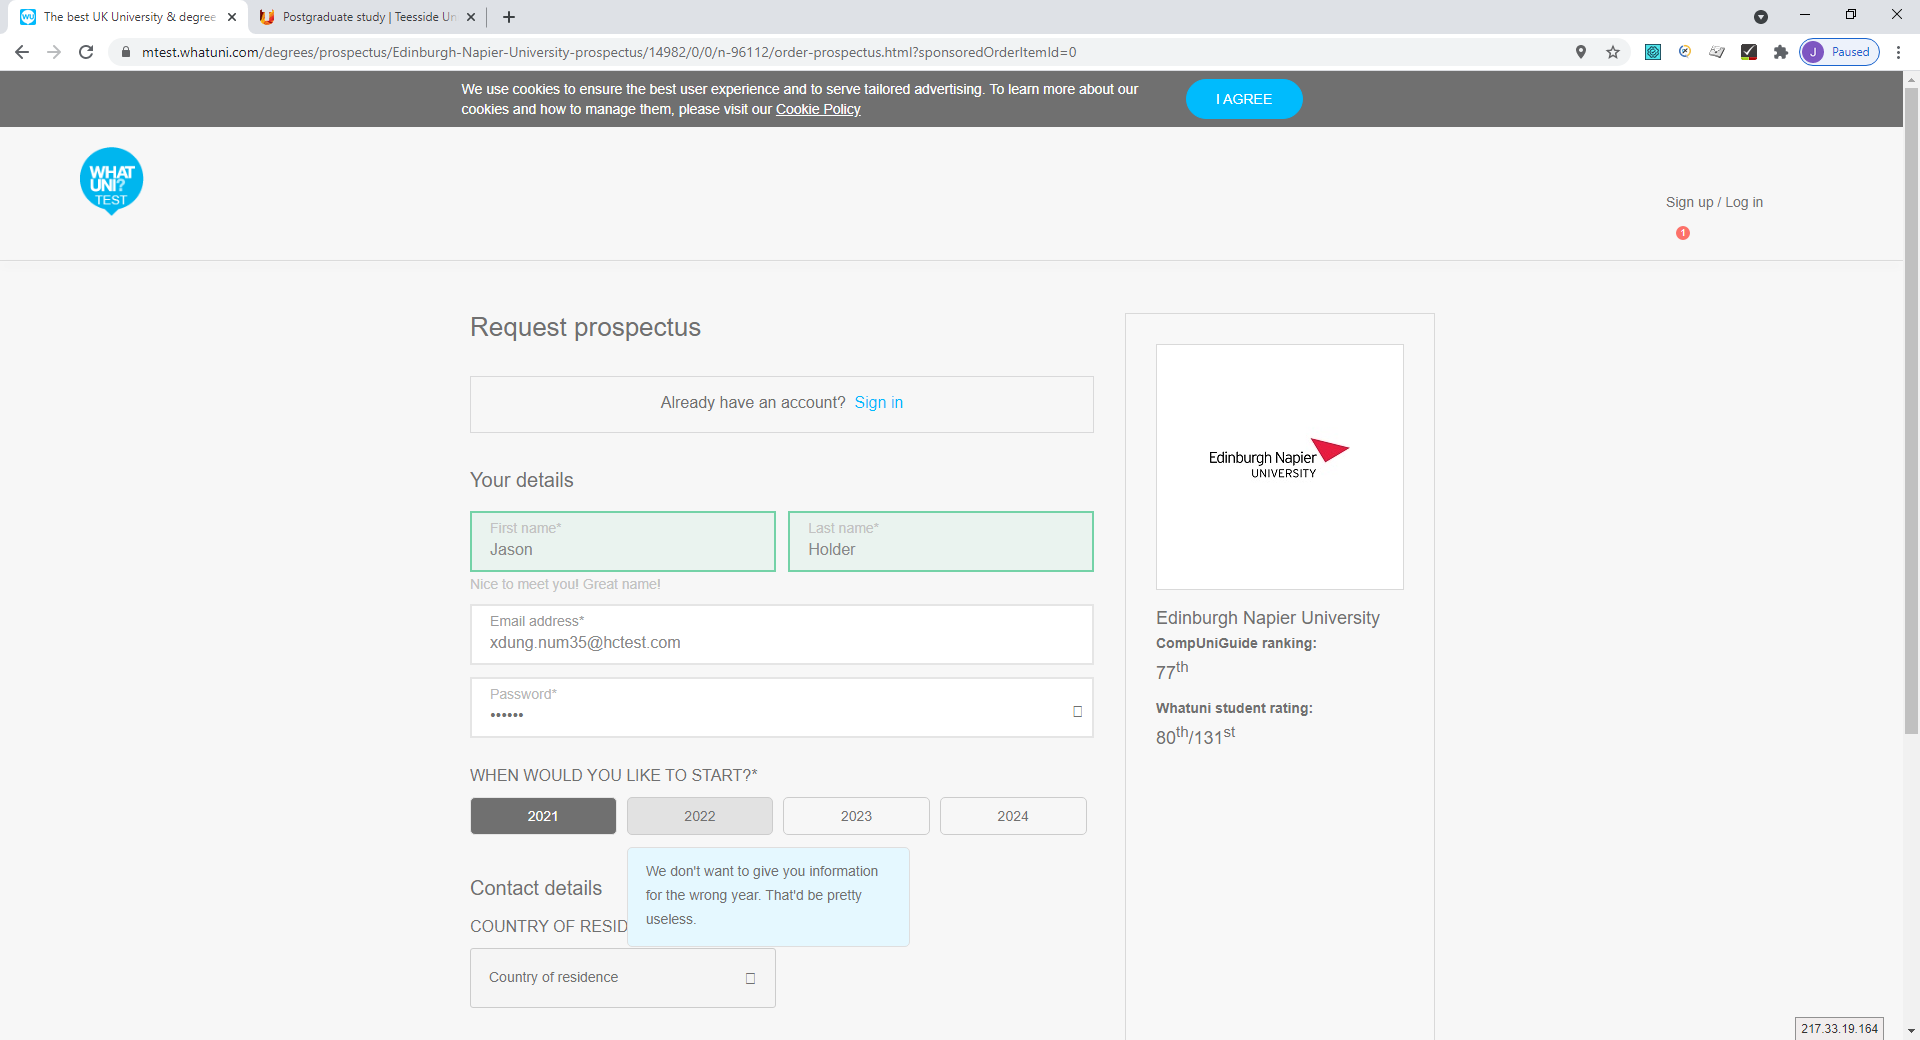 The best UK University & degree
Postgraduate study | Teesside Un
mtest.whatuni.com/degrees/prospectus/Edinburgh-Napier-University-prospectus/14982/0/0/n-96112/order-prospectus.html?sponsoredOrderItemId=0
J Paused
We use cookies to ensure the best user experience and to serve tailored advertising. To learn more about our
cookies and how to manage them, please visit our Cookie Policy
I AGREE
WHAT
UNI?
TEST
Sign up / Log in
1
Request prospectus
Already have an account? Sign in
Your details
First name*
Jason
Last name*
Holder
Nice to meet you! Great name!
Email address*
xdung.num35@hctest.com
Password*
••••••
WHEN WOULD YOU LIKE TO START?*
2021 2022 2023 2024
We don't want to give you information
for the wrong year. That'd be pretty
useless.
Contact details
COUNTRY OF RESID
Country of residence
Edinburgh Napier
UNIVERSITY
Edinburgh Napier University
CompUniGuide ranking:
77th
Whatuni student rating:
80th/131st
217.33.19.164